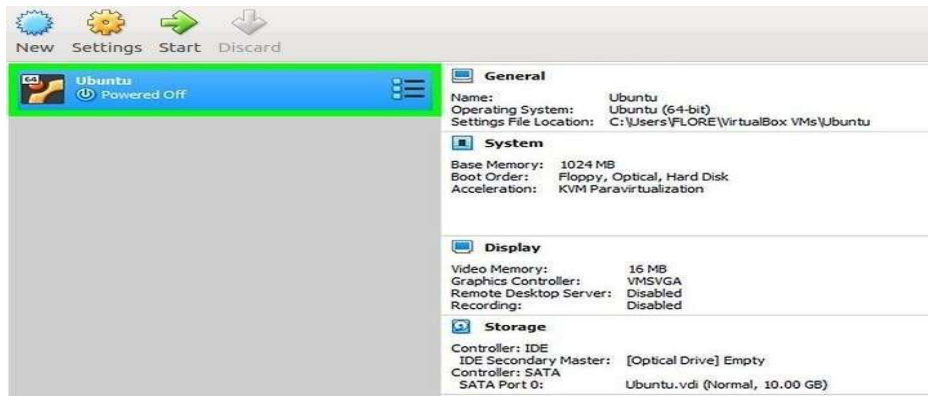 New Settings Start Discard
64
Ubuntu
Powered Off
General
Name: Ubuntu
Operating System: Ubuntu (64-bit)
Settings File Location: C:\Users\FLORE\VirtualBox VMs\Ubuntu
System
Base Memory: 1024 MB
Boot Order: Floppy, Optical, Hard Disk
Acceleration: KVM Paravirtualization
Display
Video Memory: 16 MB
Graphics Controller: VMSVGA
Remote Desktop Server: Disabled
Recording: Disabled
Storage
Controller: IDE
IDE Secondary Master: [Optical Drive] Empty
Controller: SATA
SATA Port 0: Ubuntu.vdi (Normal, 10.00 GB)